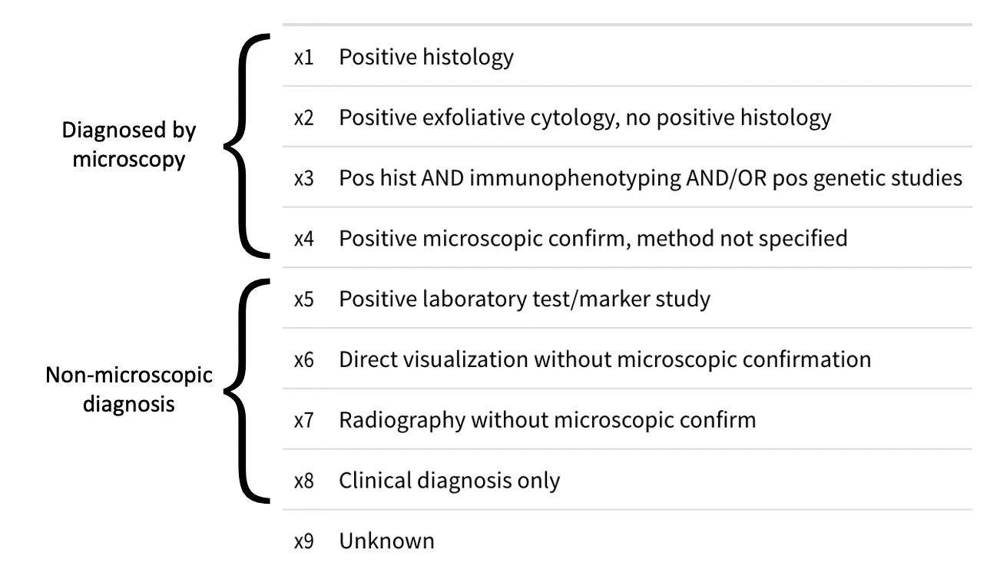 x1 Positive histology
x2 Positive exfoliative cytology, no positive histology
Diagnosed by
microscopy
x3 Pos hist AND immunophenotyping AND/OR pos genetic studies
x4 Positive microscopic confirm, method not specified
x5 Positive laboratory test/marker study
x6 Direct visualization without microscopic confirmation
Non-microscopic
diagnosis
x7 Radiography without microscopic confirm
x8 Clinical diagnosis only
x9 Unknown